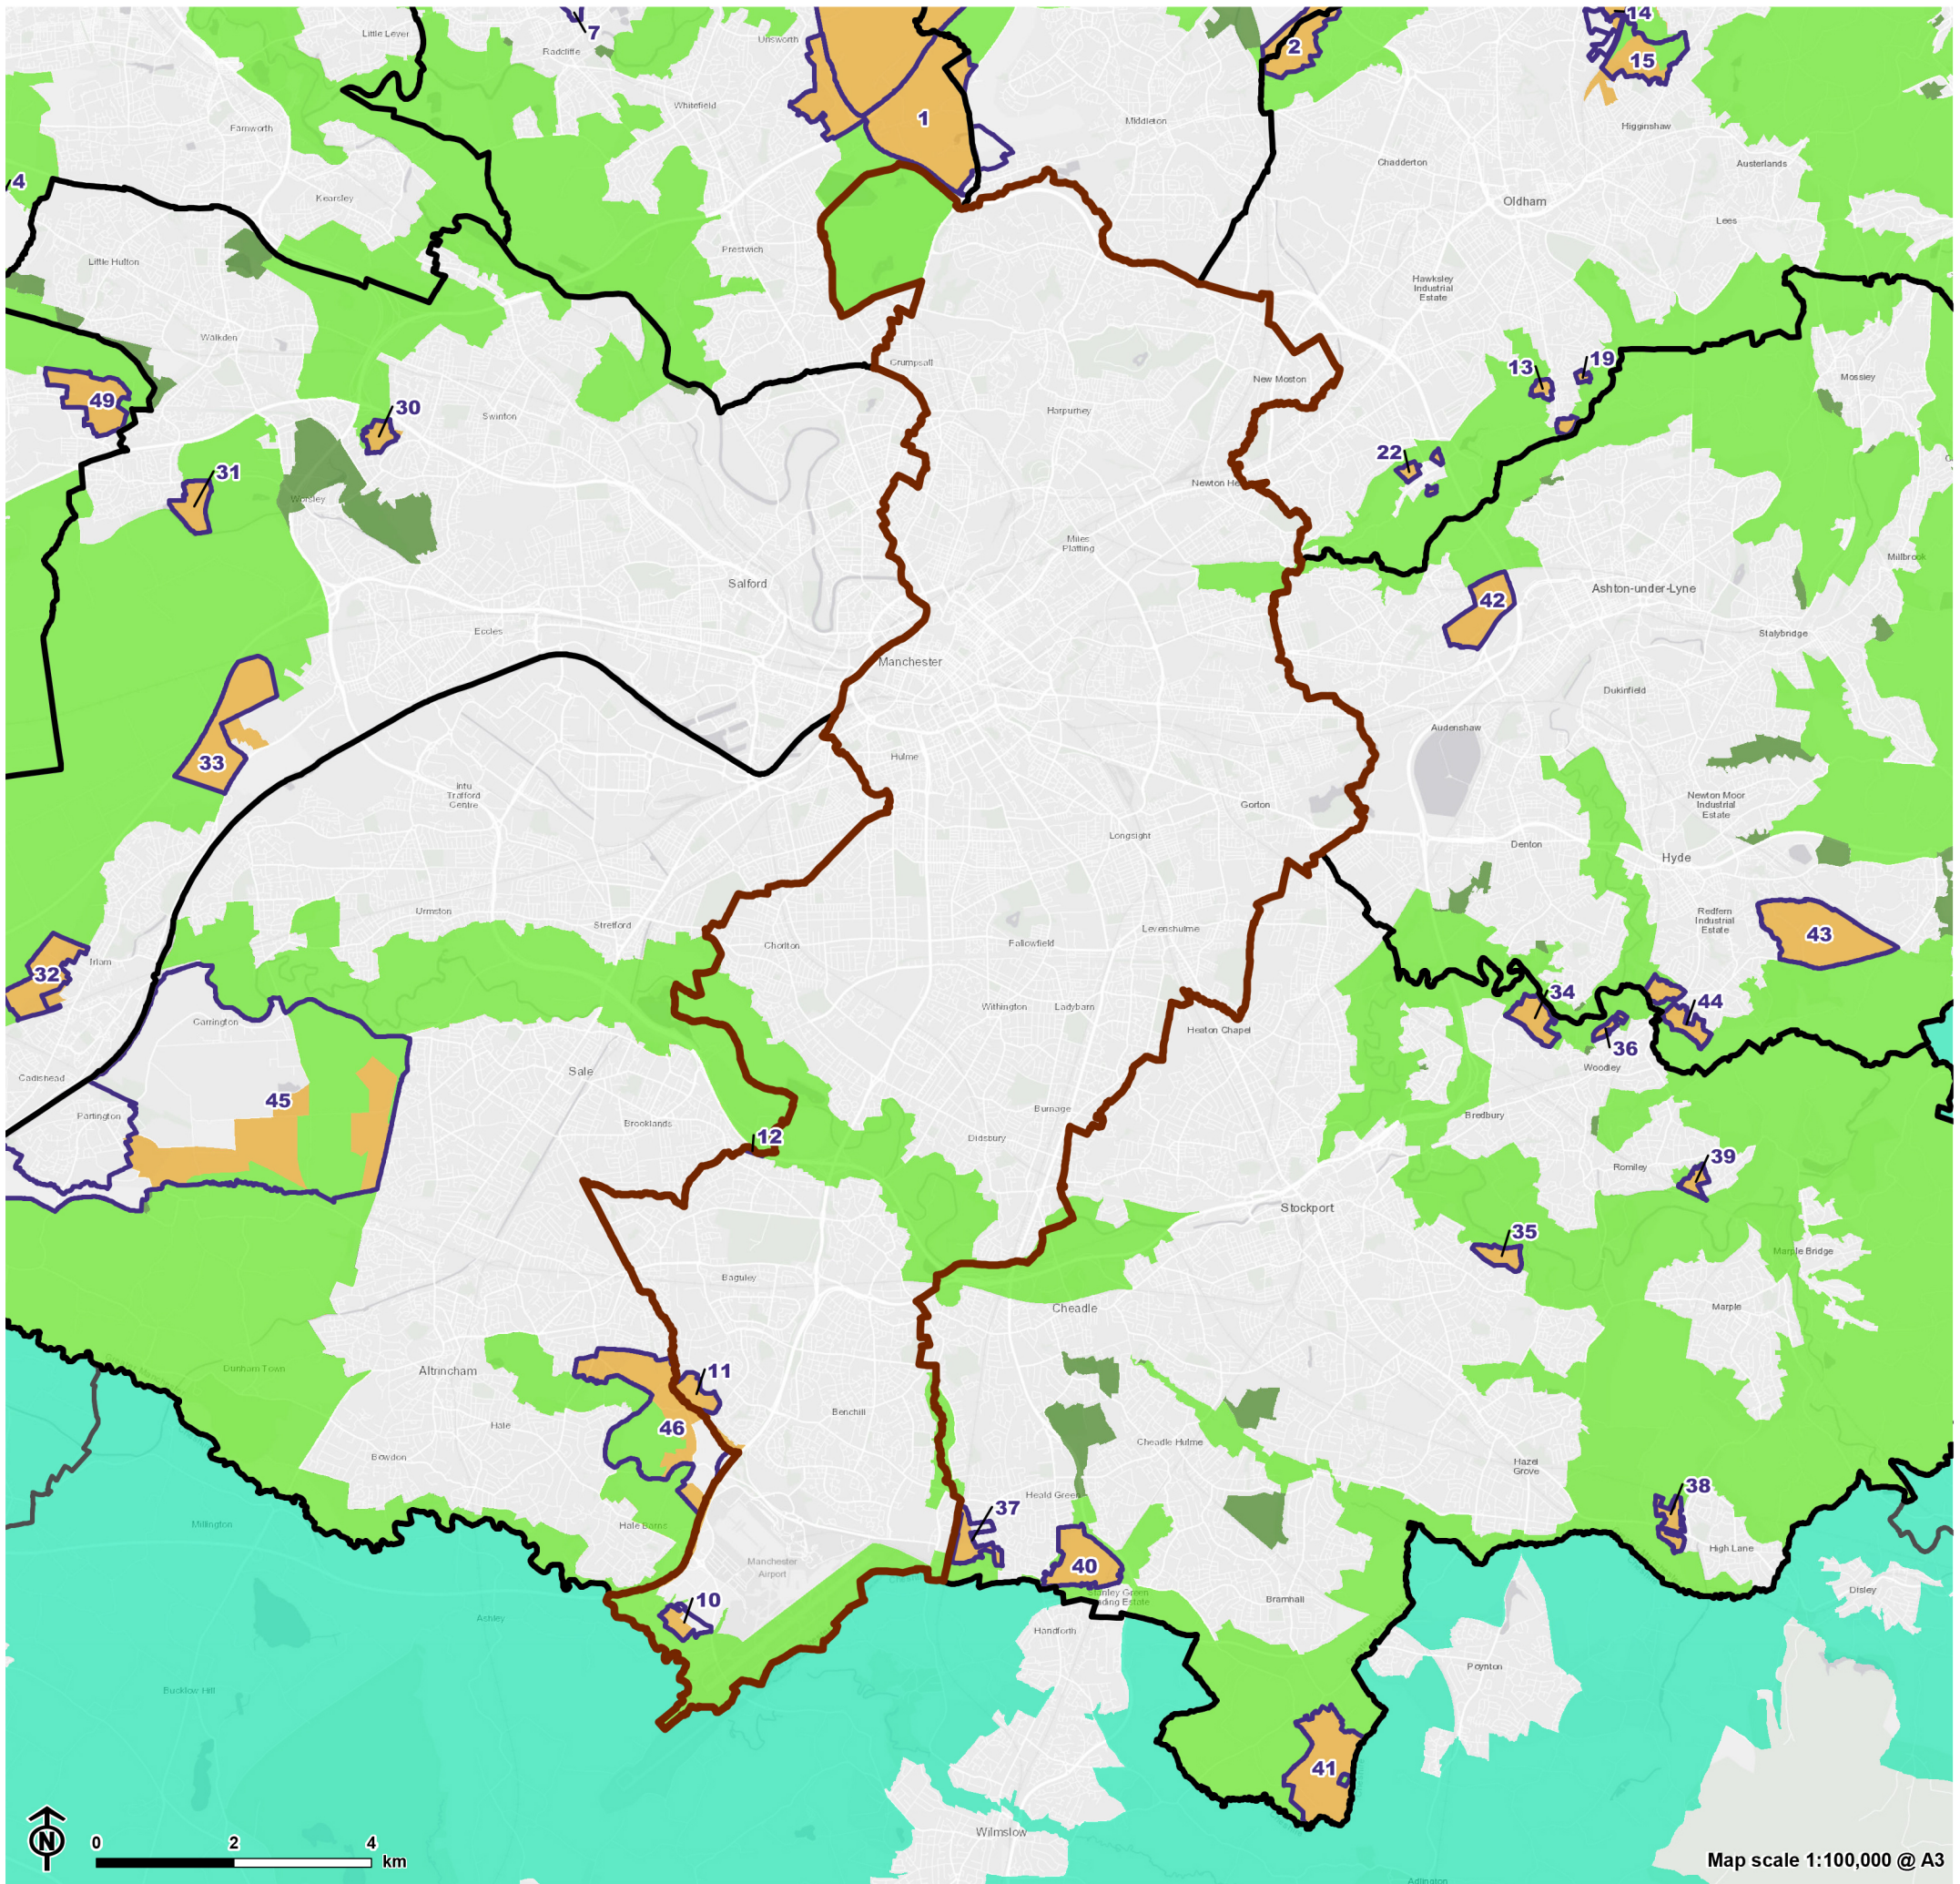 14
7
Little Lever
Radcliffe
Unsworth
2
15
Whitefield
1
Middleton
Farnworth
Higginshaw
Chadderton
Austerlands
4
Kearsley
Oldham
Lees
Prestwich
Little Hulton
Hawksley
Industrial
Estate
Walkden
Crumpsall
13
19
New Moston
Mossley
49
30
Swinton
Harpurhey
22
31
Worsley
Newton He
Miles
Platting
Millbrook
Salford
Ashton-under-Lyne
42
Eccles
Stalybridge
Manchester
Dukinfield
Audenshaw
33
Hulme
Intu
Trafford
Centre
Newton Moor
Industrial
Estate
Gorton
Longsight
Denton
Hyde
Urmston
Stretford
Redfern
Industrial
Estate
43
Chorlton
Fallowfield
Levenshulme
32
Irlam
34
44
Carrington
Withington
Ladybarn
Heaton Chapel
36
Woodley
Cadishead
Sale
45
Partington
Brooklands
Burnage
Bredbury
12
Didsbury
39
Romiley
Stockport
35
Marple Bridge
Baguley
Cheadle
Marple
Dunham Town
Altrincham
11
Hale
46
Benchill
Cheadle Hulme
Bowdon
Hazel
Grove
38
Heald Green
37
Millington
Hale Barns
High Lane
Manchester
Airport
40
Disley
Stanley Green
ding Estate
Bramhall
10
Ashley
Handforth
Poynton
Bucklow Hill
41
Wilmslow
N
0 2 4
km
Map scale 1:100,000 @ A3
Adlington